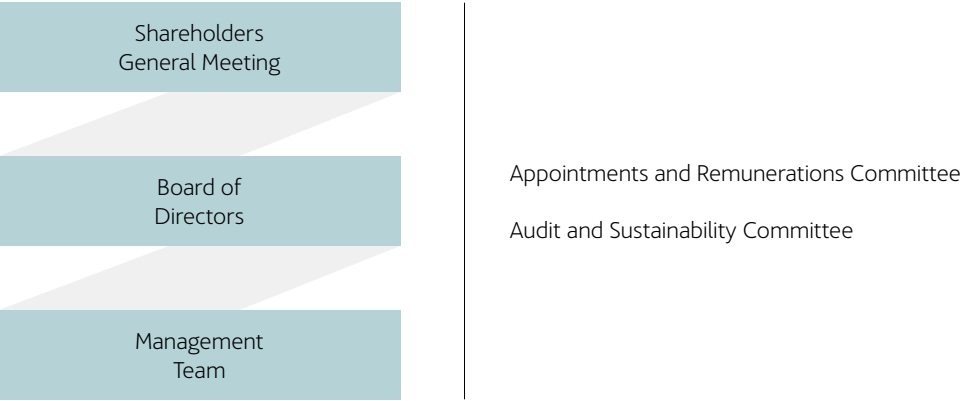 Shareholders
General Meeting
Board of
Directors
Appointments and Remunerations Committee
Audit and Sustainability Committee
Management
Team